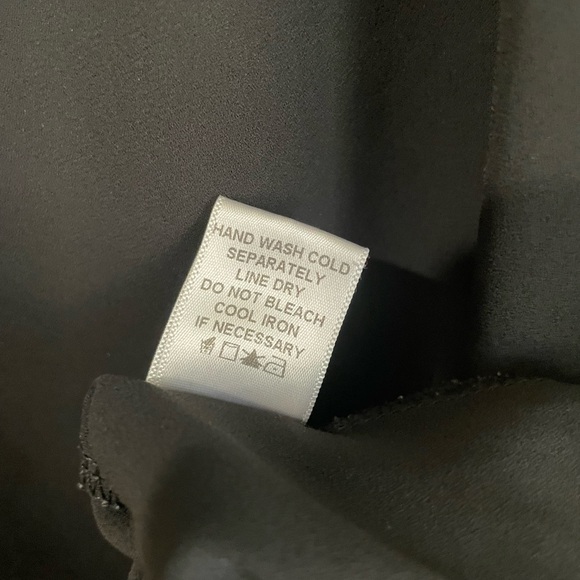 HAND WASH COLD
SEPARATELY
LINE DRY
DO NOT BLEACH
COOL IRON
IF NECESSARY